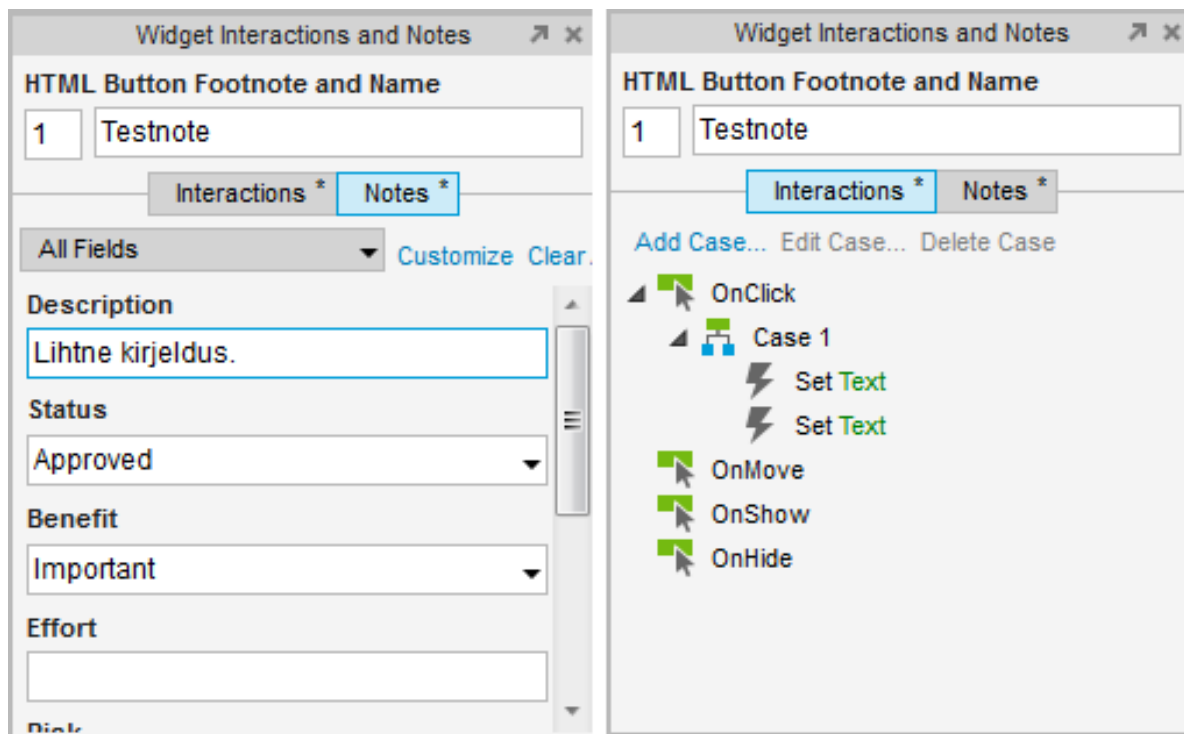 Widget Interactions and Notes
HTML Button Footnote and Name
1 Testnote
Interactions * Notes *
All Fields Customize Clear.
Description
Lihtne kirjeldus.
Status
Approved
Benefit
Important
Effort
Widget Interactions and Notes
HTML Button Footnote and Name
1 Testnote
Interactions * Notes *
Add Case... Edit Case... Delete Case
OnClick
Case 1
Set Text
Set Text
OnMove
OnShow
OnHide